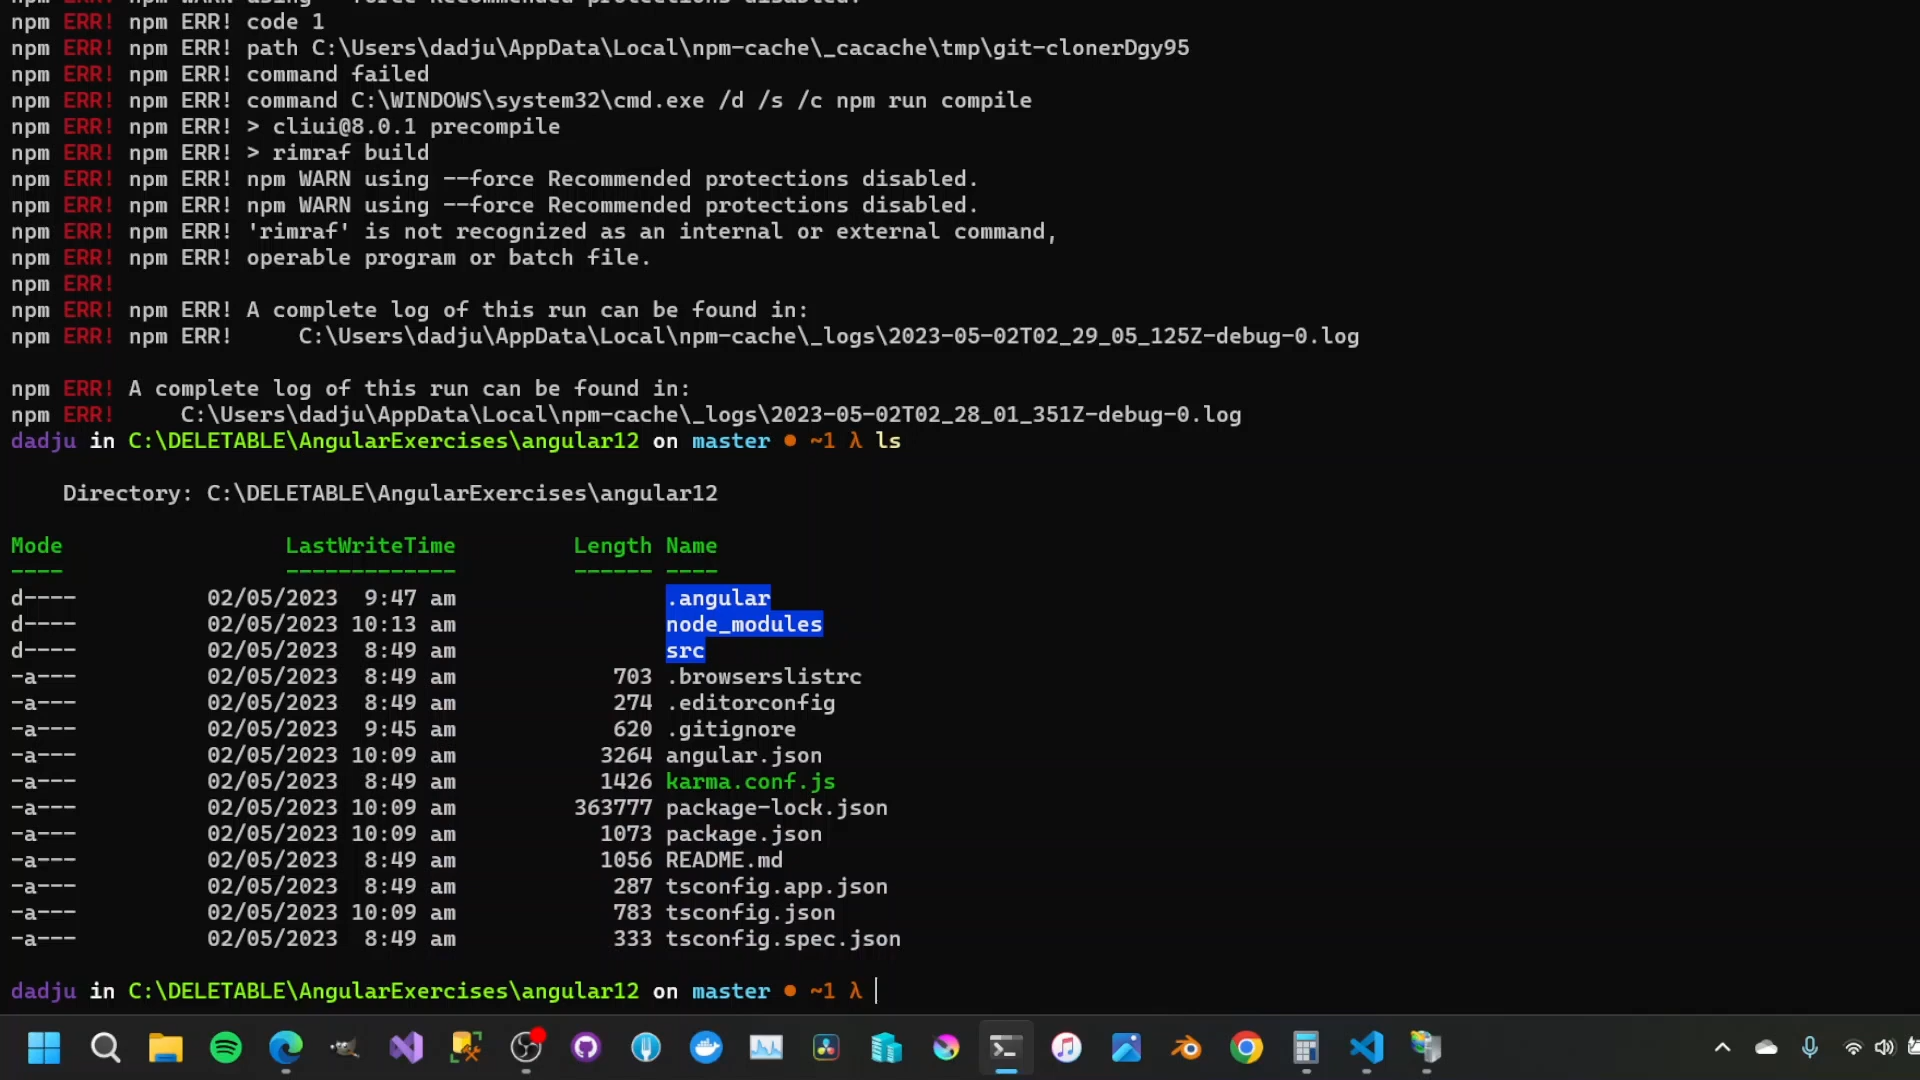 npm WARN using --force Recommended protections disabled.
npm ERR! npm ERR! code 1
npm ERR! npm ERR! path C:\Users\dadju\AppData\Local\npm-cache\_cacache\tmp\git-clonerDgy95
npm ERR! npm ERR! command failed
npm ERR! npm ERR! command C:\WINDOWS\system32\cmd.exe /d /s /c npm run compile
npm ERR! npm ERR! > cliui@8.0.1 precompile
npm ERR! npm ERR! > rimraf build
npm ERR! npm ERR! npm WARN using --force Recommended protections disabled.
npm ERR! npm ERR! npm WARN using --force Recommended protections disabled.
npm ERR! npm ERR! 'rimraf' is not recognized as an internal or external command,
npm ERR! npm ERR! operable program or batch file.
npm ERR!
npm ERR! npm ERR! A complete log of this run can be found in:
npm ERR! npm ERR!     C:\Users\dadju\AppData\Local\npm-cache\_logs\2023-05-02T02_29_05_125Z-debug-0.log
npm ERR! A complete log of this run can be found in:
npm ERR!     C:\Users\dadju\AppData\Local\npm-cache\_logs\2023-05-02T02_28_01_351Z-debug-0.log
dadju in C:\DELETABLE\AngularExercises\angular12 on master ● ~1 λ ls
Directory: C:\DELETABLE\AngularExercises\angular12
Mode LastWriteTime Length Name
---- ------------- ------ ----
d---- 02/05/2023 9:47 am .angular
d---- 02/05/2023 10:13 am node_modules
d---- 02/05/2023 8:49 am src
-a--- 02/05/2023 8:49 am 703 .browserslistrc
-a--- 02/05/2023 8:49 am 274 .editorconfig
-a--- 02/05/2023 9:45 am 620 .gitignore
-a--- 02/05/2023 10:09 am 3264 angular.json
-a--- 02/05/2023 8:49 am 1426 karma.conf.js
-a--- 02/05/2023 10:09 am 363777 package-lock.json
-a--- 02/05/2023 10:09 am 1073 package.json
-a--- 02/05/2023 8:49 am 1056 README.md
-a--- 02/05/2023 8:49 am 287 tsconfig.app.json
-a--- 02/05/2023 10:09 am 783 tsconfig.json
-a--- 02/05/2023 8:49 am 333 tsconfig.spec.json
dadju in C:\DELETABLE\AngularExercises\angular12 on master ● ~1 λ